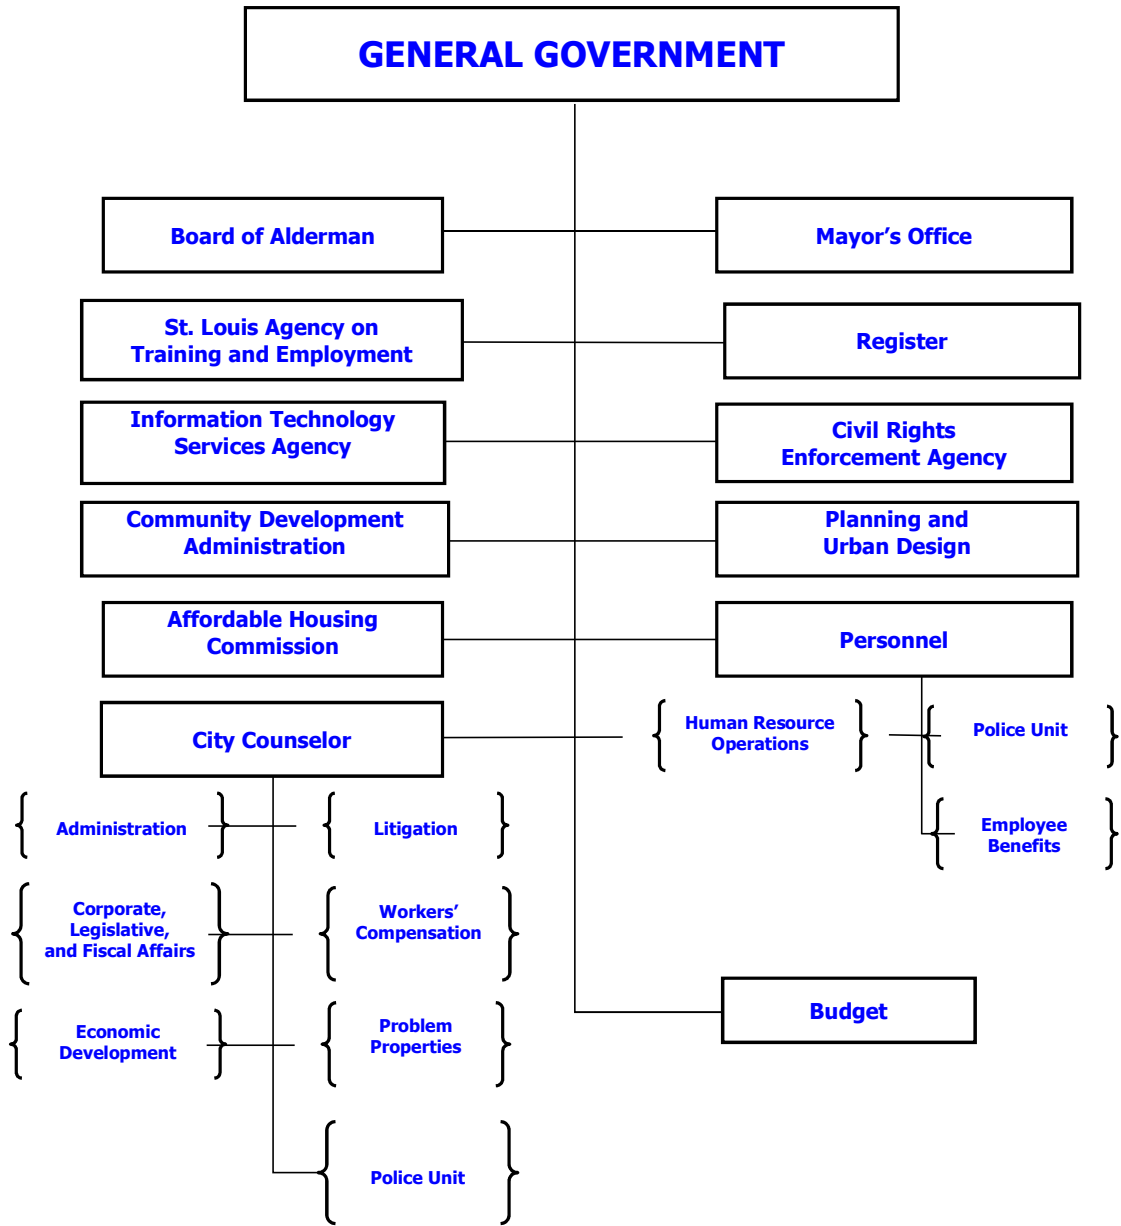 GENERAL GOVERNMENT
Board of Alderman
Mayor’s Office
St. Louis Agency on
Training and Employment
Register
Information Technology
Services Agency
Civil Rights
Enforcement Agency
Community Development
Administration
Planning and
Urban Design
Affordable Housing
Commission
Personnel
City Counselor
Human Resource
Operations
Police Unit
Administration
Litigation
Employee
Benefits
Corporate,
Legislative,
and Fiscal Affairs
Workers’
Compensation
Economic
Development
Problem
Properties
Budget
Police Unit